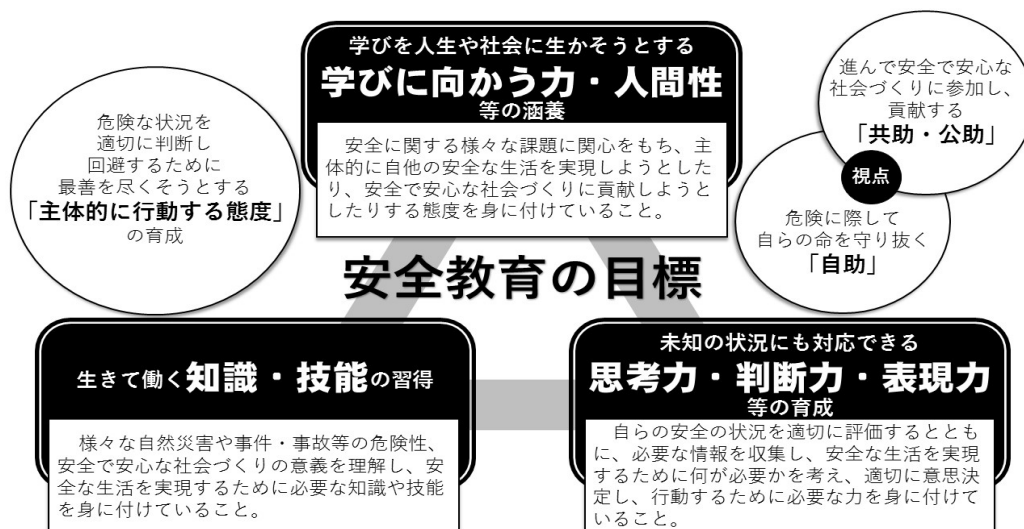 学びを人生や社会に生かそうとする
学びに向かう力・人間性
等の涵養
安全に関する様々な課題に関心をもち、主
体的に自他の安全な生活を実現しようとした
り、安全で安心な社会づくりに貢献しようと
したりする態度を身に付けていること。
危険な状況を
適切に判断し
回避するために
最善を尽くそうとする
「主体的に行動する態度」
の育成
進んで安全で安心な
社会づくりに参加し、
貢献する
「共助・公助」
視点
危険に際して
自らの命を守り抜く
「自助」
安全教育の目標
生きて働く知識・技能の習得
様々な自然災害や事件・事故等の危険性、
安全で安心な社会づくりの意義を理解し、安
全な生活を実現するために必要な知識や技能
を身に付けていること。
未知の状況にも対応できる
思考力・判断力・表現力
等の育成
自らの安全の状況を適切に評価するととも
に、必要な情報を収集し、安全な生活を実現
するために何が必要かを考え、適切に意思決
定し、行動するために必要な力を身に付けて
いること。